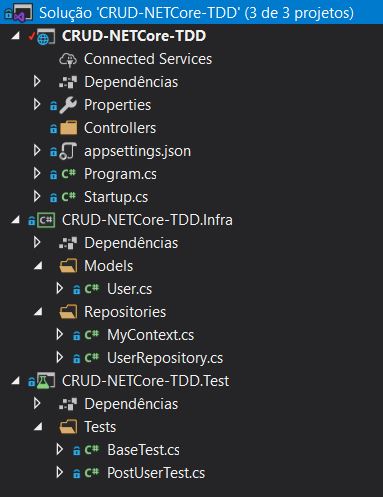 Solução 'CRUD-NETCore-TDD' (3 de 3 projetos)
CRUD-NETCore-TDD
Connected Services
Dependências
Properties
Controllers
appsettings.json
C# Program.cs
C# Startup.cs
C# CRUD-NETCore-TDD.Infra
Dependências
Models
C# User.cs
Repositories
C# MyContext.cs
C# UserRepository.cs
CRUD-NETCore-TDD.Test
Dependências
Tests
C# BaseTest.cs
C# PostUserTest.cs